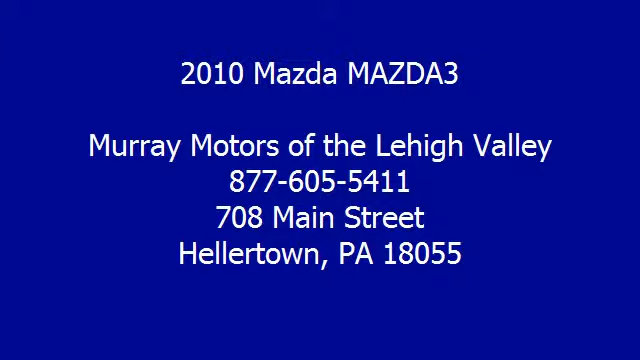 2010 Mazda MAZDA3
Murray Motors of the Lehigh Valley
877-605-5411
708 Main Street
Hellertown, PA 18055